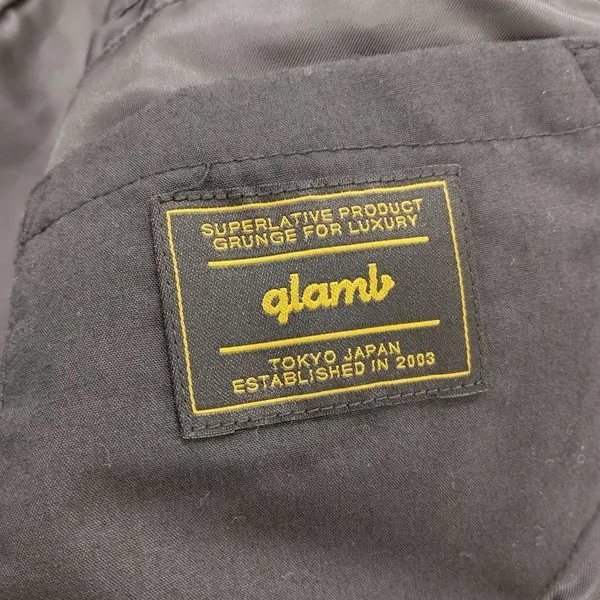 SUPERLATIVE PRODUCT
GRUNGE FOR LUXURY
glamb
TOKYO JAPAN
ESTABLISHED IN 2003